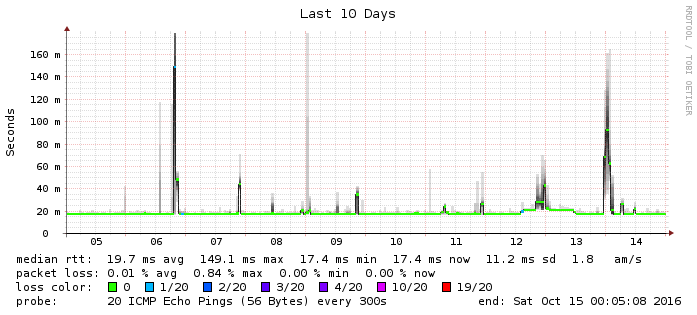 Last 10 Days
RRDTOOL / TOBI OETIKER
Seconds
160 m
140 m
120 m
100 m
80 m
60 m
40 m
20 m
0
05 06 07 08 09 10 11 12 13 14
median rtt: 19.7 ms avg 149.1 ms max 17.4 ms min 17.4 ms now 11.2 ms sd 1.8 am/s
packet loss: 0.01 % avg 0.84 % max 0.00 % min 0.00 % now
loss color: 0 1/20 2/20 3/20 4/20 10/20 19/20
probe: 20 ICMP Echo Pings (56 Bytes) every 300s end: Sat Oct 15 00:05:08 2016